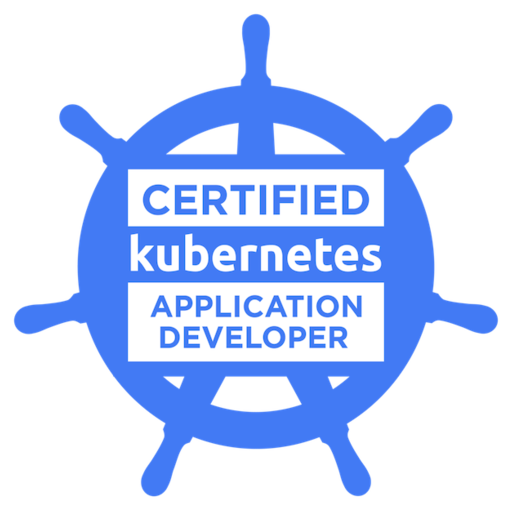 CERTIFIED
kubernetes
APPLICATION
DEVELOPER